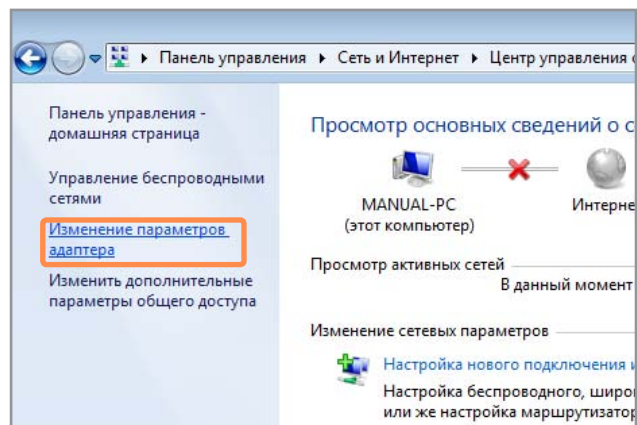 Панель управления ▸ Сеть и Интернет ▸ Центр управления
Панель управления -
домашняя страница
Управление беспроводными
сетями
Изменение параметров
адаптера
Изменить дополнительные
параметры общего доступа
Просмотр основных сведений о с
MANUAL-PC
(этот компьютер)
Интерне
Просмотр активных сетей
В данный момент
Изменение сетевых параметров
Настройка нового подключения и
Настройка беспроводного, широ
или же настройка маршрутизатор